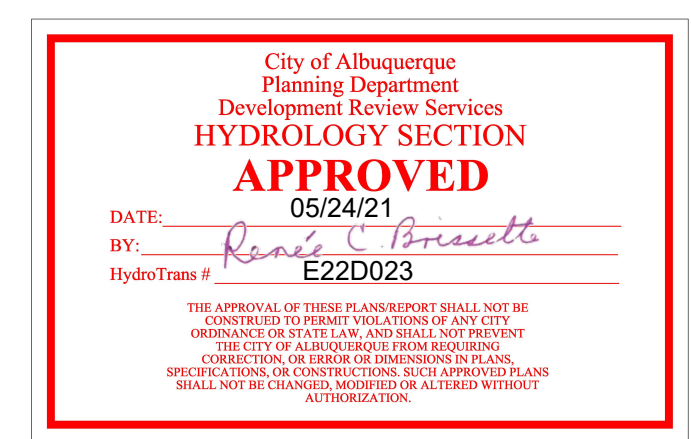 City of Albuquerque
Planning Department
Development Review Services
HYDROLOGY SECTION
APPROVED
DATE: 05/24/21
BY: Renée C. Brissette
HydroTrans # E22D023
THE APPROVAL OF THESE PLANS/REPORT SHALL NOT BE
CONSTRUED TO PERMIT VIOLATIONS OF ANY CITY
ORDINANCE OR STATE LAW, AND SHALL NOT PREVENT
THE CITY OF ALBUQUERQUE FROM REQUIRING
CORRECTION, OR ERROR OR DIMENSIONS IN PLANS,
SPECIFICATIONS, OR CONSTRUCTIONS. SUCH APPROVED PLANS
SHALL NOT BE CHANGED, MODIFIED OR ALTERED WITHOUT
AUTHORIZATION.